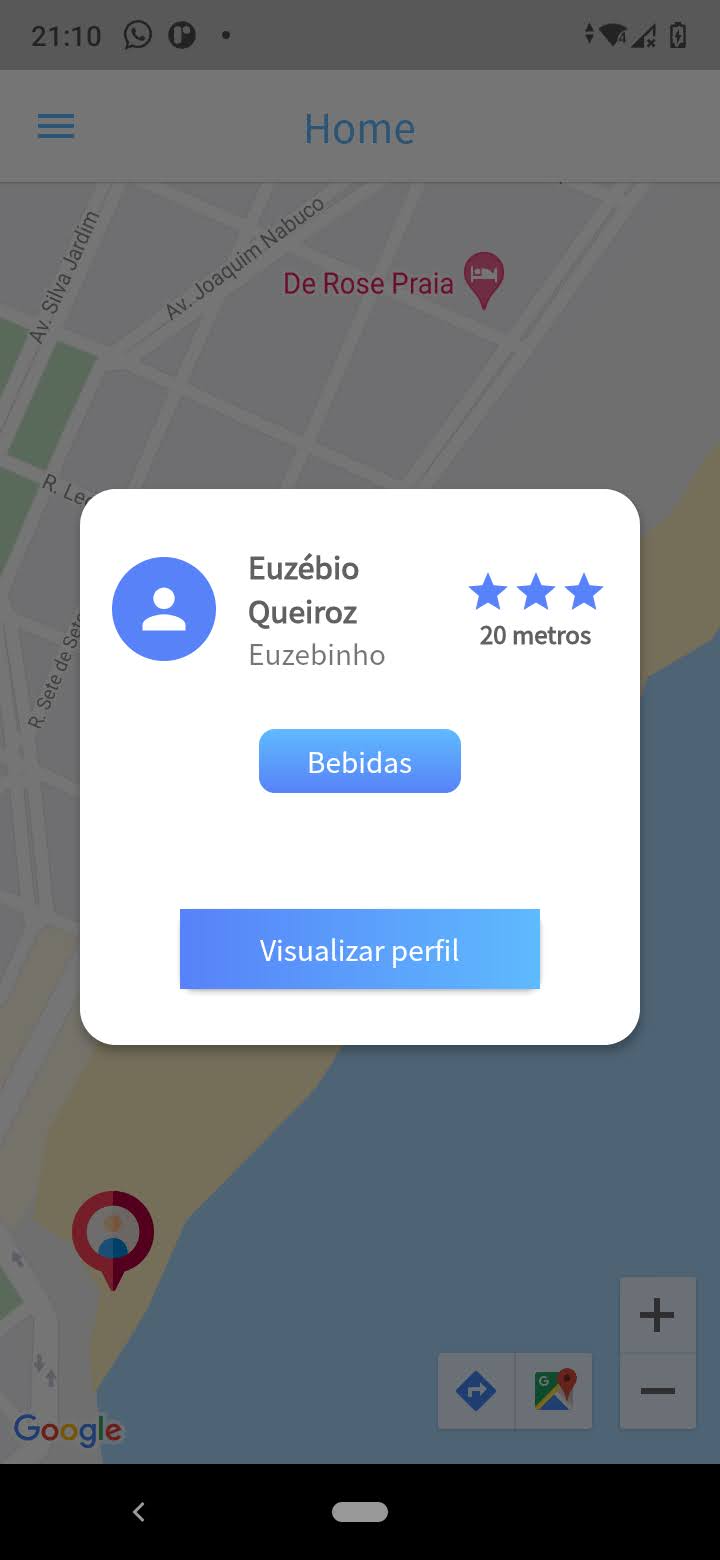 21:10
Home
Av. Silva Jardim
Av. Joaquim Nabuco
De Rose Praia
R. Leo
Euzébio
Queiroz
Euzebinho
20 metros
R. Sete de Sete
Bebidas
Visualizar perfil
G
Google